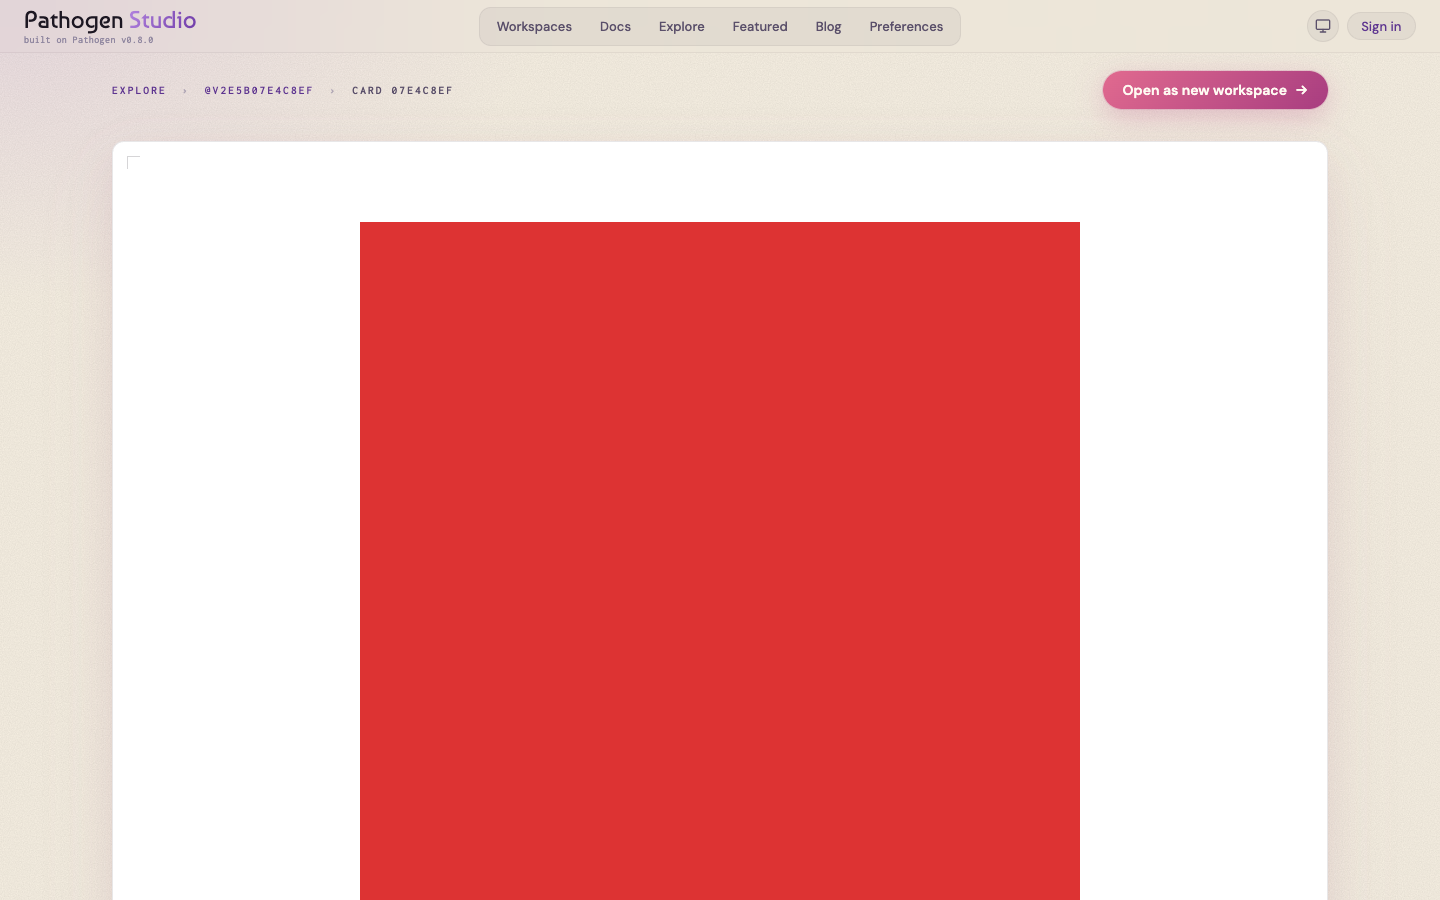 Pathogen Studio
built on Pathogen v0.8.0
Workspaces
Docs
Explore
Featured
Blog
Preferences
Sign in
EXPLORE › @V2E5B07E4C8EF › CARD 07E4C8EF
Open as new workspace →